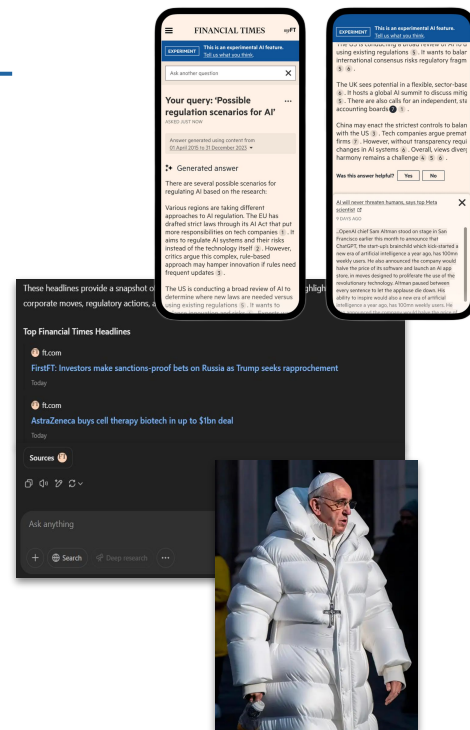 FINANCIAL TIMES myFT
EXPERIMENT This is an experimental AI feature.
Tell us what you think.
Ask another question
Your query: ‘Possible
regulation scenarios for AI’
ASKED JUST NOW
Answer generated using content from
01 April 2015 to 31 December 2023
Generated answer
There are several possible scenarios for
regulating AI based on the research:
Various regions are taking different
approaches to AI regulation. The EU has
drafted strict laws through its AI Act that put
more responsibilities on tech companies 1 . It
aims to regulate AI systems and their risks
instead of the technology itself 2 . However,
critics argue this complex, rule-based
approach may hamper innovation if rules need
frequent updates 3 .
The US is conducting a broad review of AI to
determine where new laws are needed versus
using existing regulations 5 . It wants to
EXPERIMENT This is an experimental AI feature.
Tell us what you think.
The US is conducting a broad review of AI to d
using existing regulations 5 . It wants to balan
international consensus risks regulatory fragm
5 6 .
The UK sees potential in a flexible, sector-base
6 . It hosts a global AI summit to discuss mitig
5 . There are also calls for an independent, sta
accounting boards 7 1 .
China may enact the strictest controls to balan
with the US 3 . Tech companies argue premat
firms 7 . However, without transparency requi
changes in AI systems 6 . Overall, views diverg
harmony remains a challenge 4 5 6 .
Was this answer helpful? Yes No
AI will never threaten humans, says top Meta
scientist
9 DAYS AGO
...OpenAI chief Sam Altman stood on stage in San
Francisco earlier this month to announce that
ChatGPT, the start-up's brainchild which kick-started a
new era of artificial intelligence a year ago, has 100mn
weekly users. He also announced the company would
halve the price of its software and launch an AI app
store, in moves designed to proliferate the use of the
revolutionary technology. Altman paused between
every sentence to let the applause die down. His
ability to inspire would also a new era of artificial
intelligence a year ago, has 100mn weekly users. He
These headlines provide a snapshot of highligh
corporate moves, regulatory actions, a
Top Financial Times Headlines
ft.com
FirstFT: Investors make sanctions-proof bets on Russia as Trump seeks rapprochement
Today
ft.com
AstraZeneca buys cell therapy biotech in up to $1bn deal
Today
Sources
Ask anything
Search Deep research